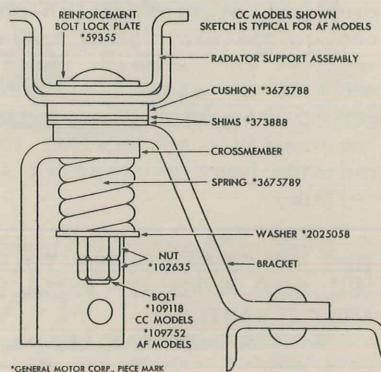 REINFORCEMENT
BOLT LOCK PLATE
*59355
CC MODELS SHOWN
SKETCH IS TYPICAL FOR AF MODELS
RADIATOR SUPPORT ASSEMBLY
CUSHION *3675788
SHIMS *373888
CROSSMEMBER
SPRING *3675789
WASHER *2025058
NUT
*102635
BRACKET
BOLT
*109118
CC MODELS
*109752
AF MODELS
*GENERAL MOTOR CORP., PIECE MARK